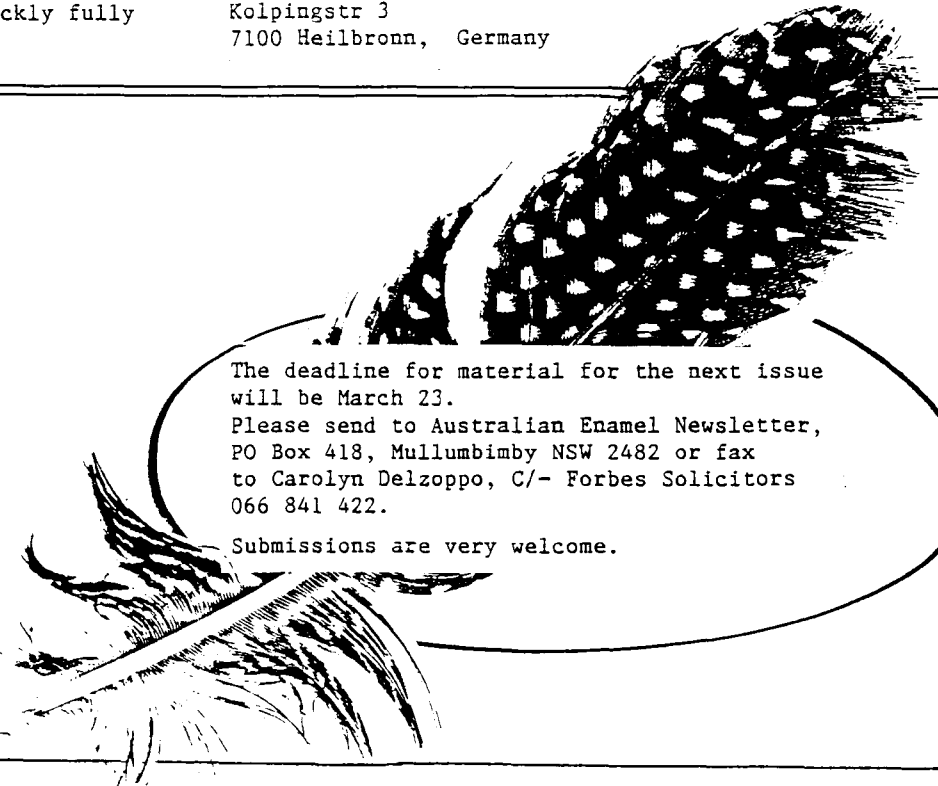 ckly fully
Kolpingstr 3
7100 Heilbronn, Germany
The deadline for material for the next issue
will be March 23.
Please send to Australian Enamel Newsletter,
PO Box 418, Mullumbimby NSW 2482 or fax
to Carolyn Delzoppo, C/- Forbes Solicitors
066 841 422.
Submissions are very welcome.